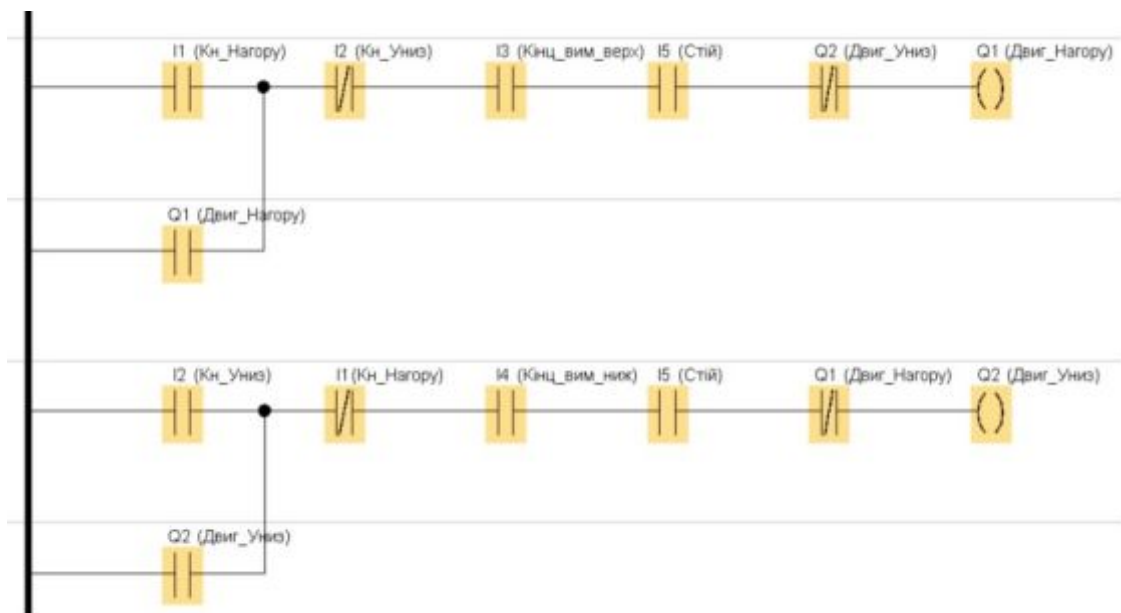 I1 (Кн_Нагору) I2 (Кн_Униз) I3 (Кінц_вим_верх) I5 (Стій) Q2 (Двиг_Униз) Q1 (Двиг_Нагору)
Q1 (Двиг_Нагору)
I2 (Кн_Униз) I1(Кн_Нагору) I4 (Кінц_вим_ниж) I5 (Стій) Q1 (Двиг_Нагору) Q2 (Двиг_Униз)
Q2 (Двиг_Униз)